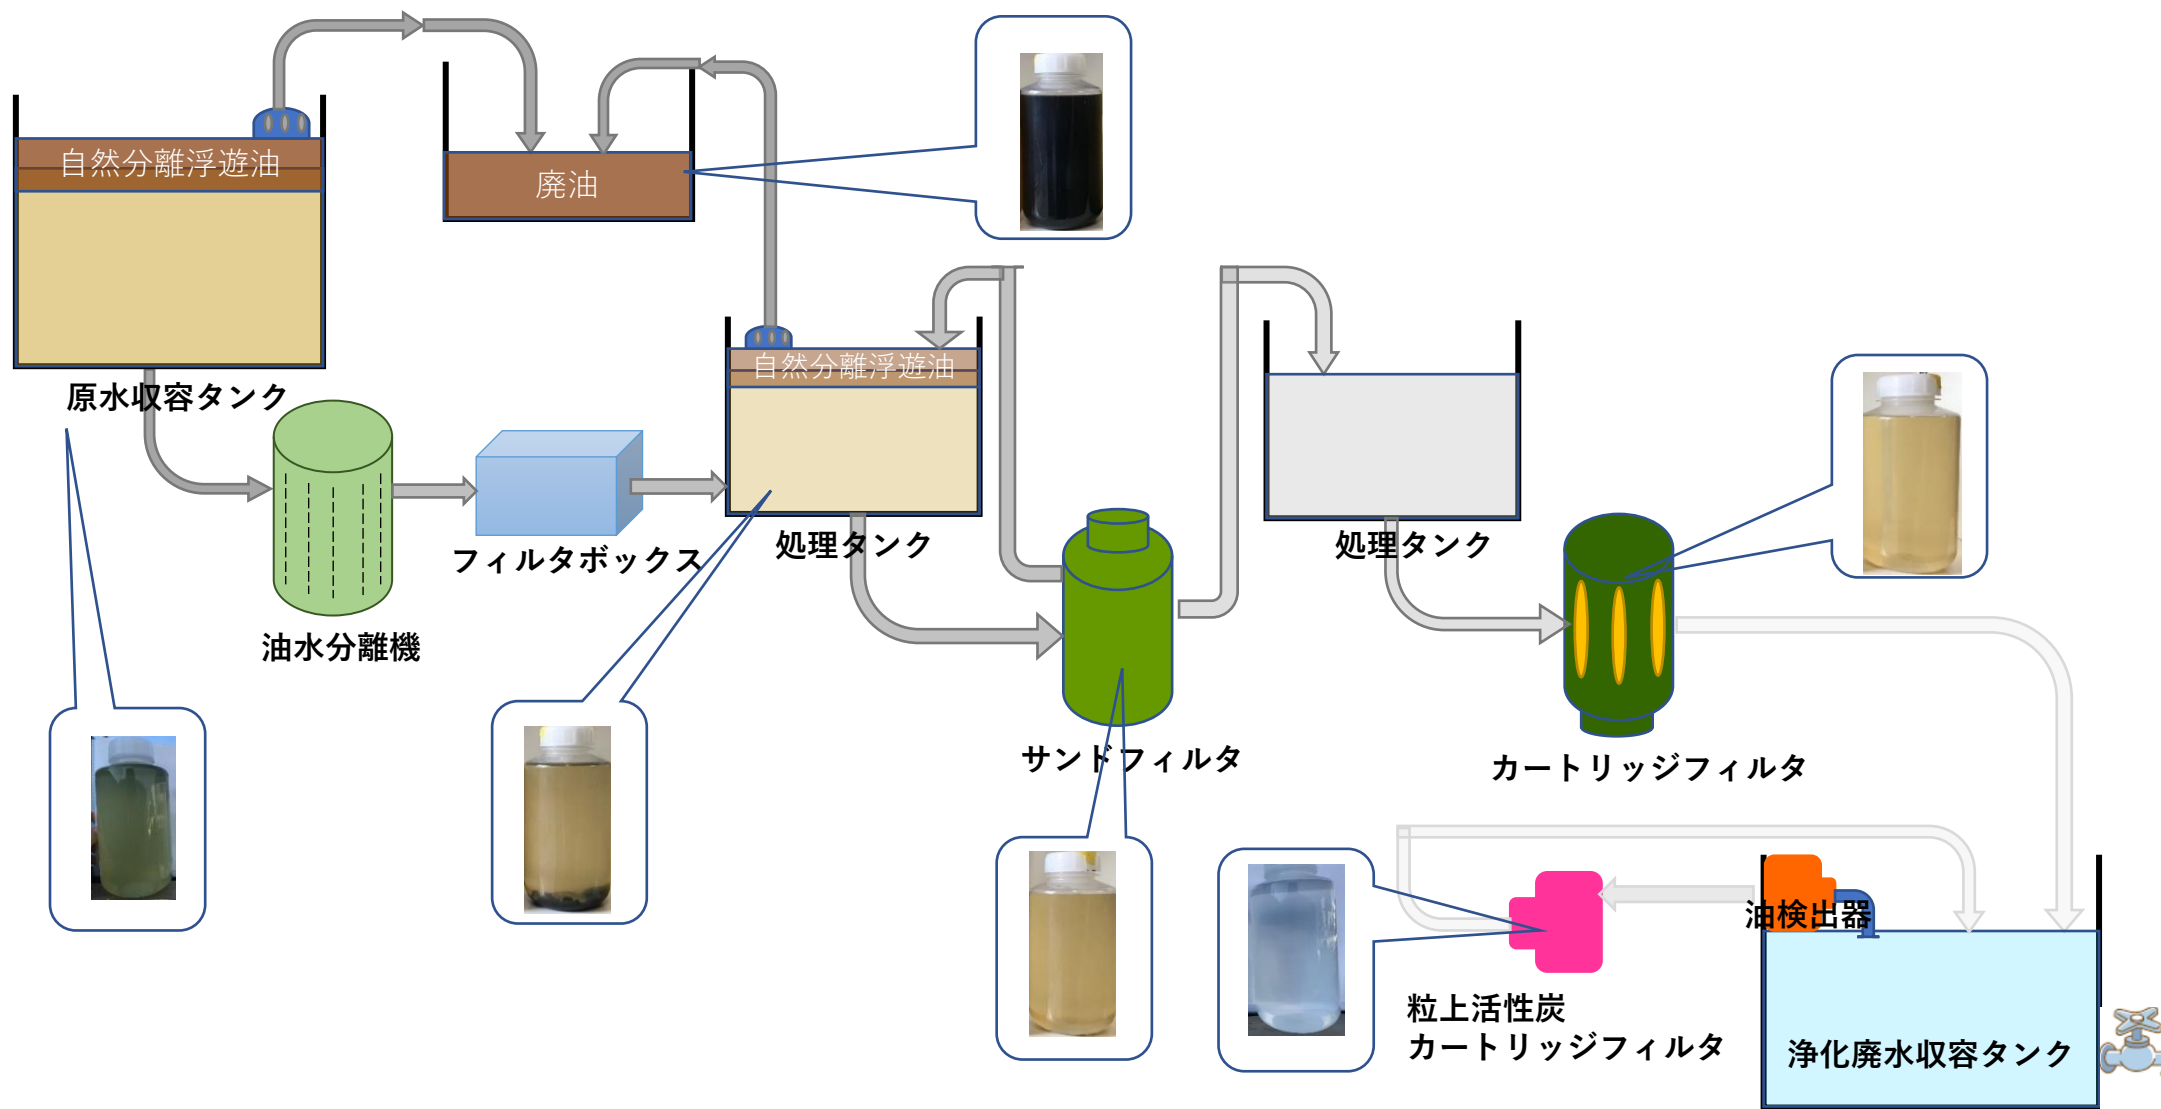 自然分離浮遊油
廃油
原水収容タンク
自然分離浮遊油
油水分離機
フィルタボックス
処理タンク
処理タンク
サンドフィルタ
カートリッジフィルタ
油検出器
粒上活性炭
カートリッジフィルタ
浄化廃水収容タンク